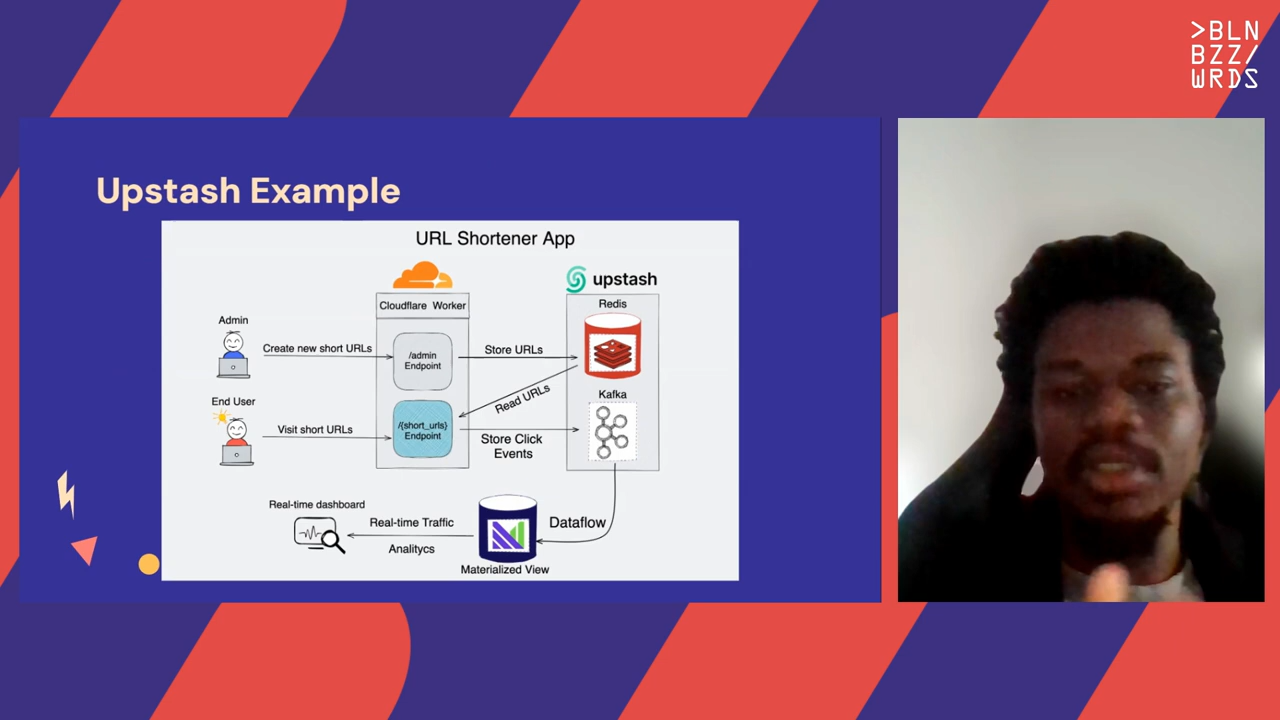 >BLN
BZZ/
WRDS
Upstash Example
URL Shortener App
upstash
Cloudflare Worker
Redis
Admin
Create new short URLs
/admin
Endpoint
Store URLs
Read URLs
Kafka
End User
Visit short URLs
/{short_urls}
Endpoint
Store Click
Events
Real-time dashboard
Real-time Traffic
Analitycs
Dataflow
Materialized View